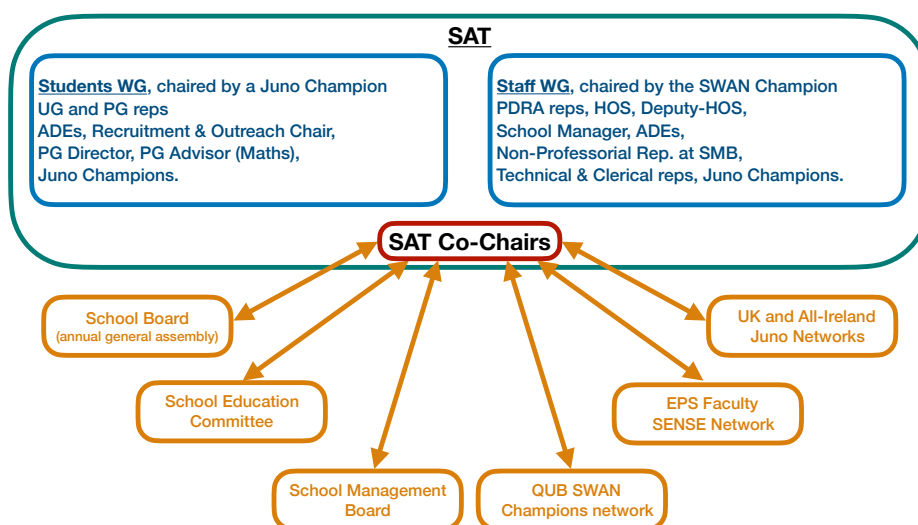 SAT
Students WG, chaired by a Juno Champion
UG and PG reps
ADEs, Recruitment & Outreach Chair,
PG Director, PG Advisor (Maths),
Juno Champions.
Staff WG, chaired by the SWAN Champion
PDRA reps, HOS, Deputy-HOS,
School Manager, ADEs,
Non-Professorial Rep. at SMB,
Technical & Clerical reps, Juno Champions.
SAT Co-Chairs
School Board
(annual general assembly)
UK and All-Ireland
Juno Networks
School Education
Committee
EPS Faculty
SENSE Network
School Management
Board
QUB SWAN
Champions network